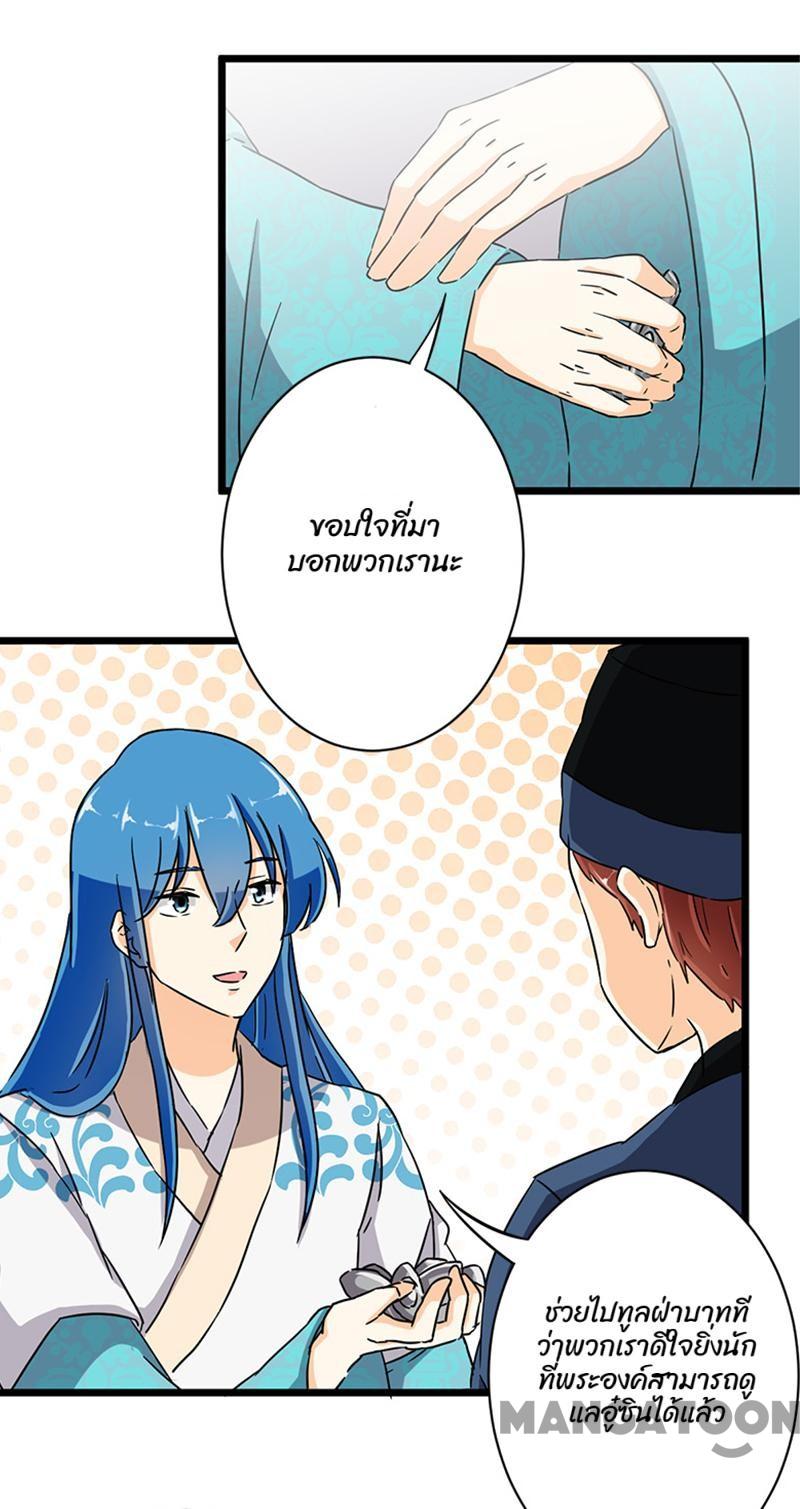 ขอบใจที่มา
บอกพวกเรานะ
ช่วยไปทูลฝ่าบาทที
ว่าพวกเราดีใจยิ่งนัก
ที่พระองค์สามารถดู
แลอู๋ซินได้แล้ว
MANGATOON